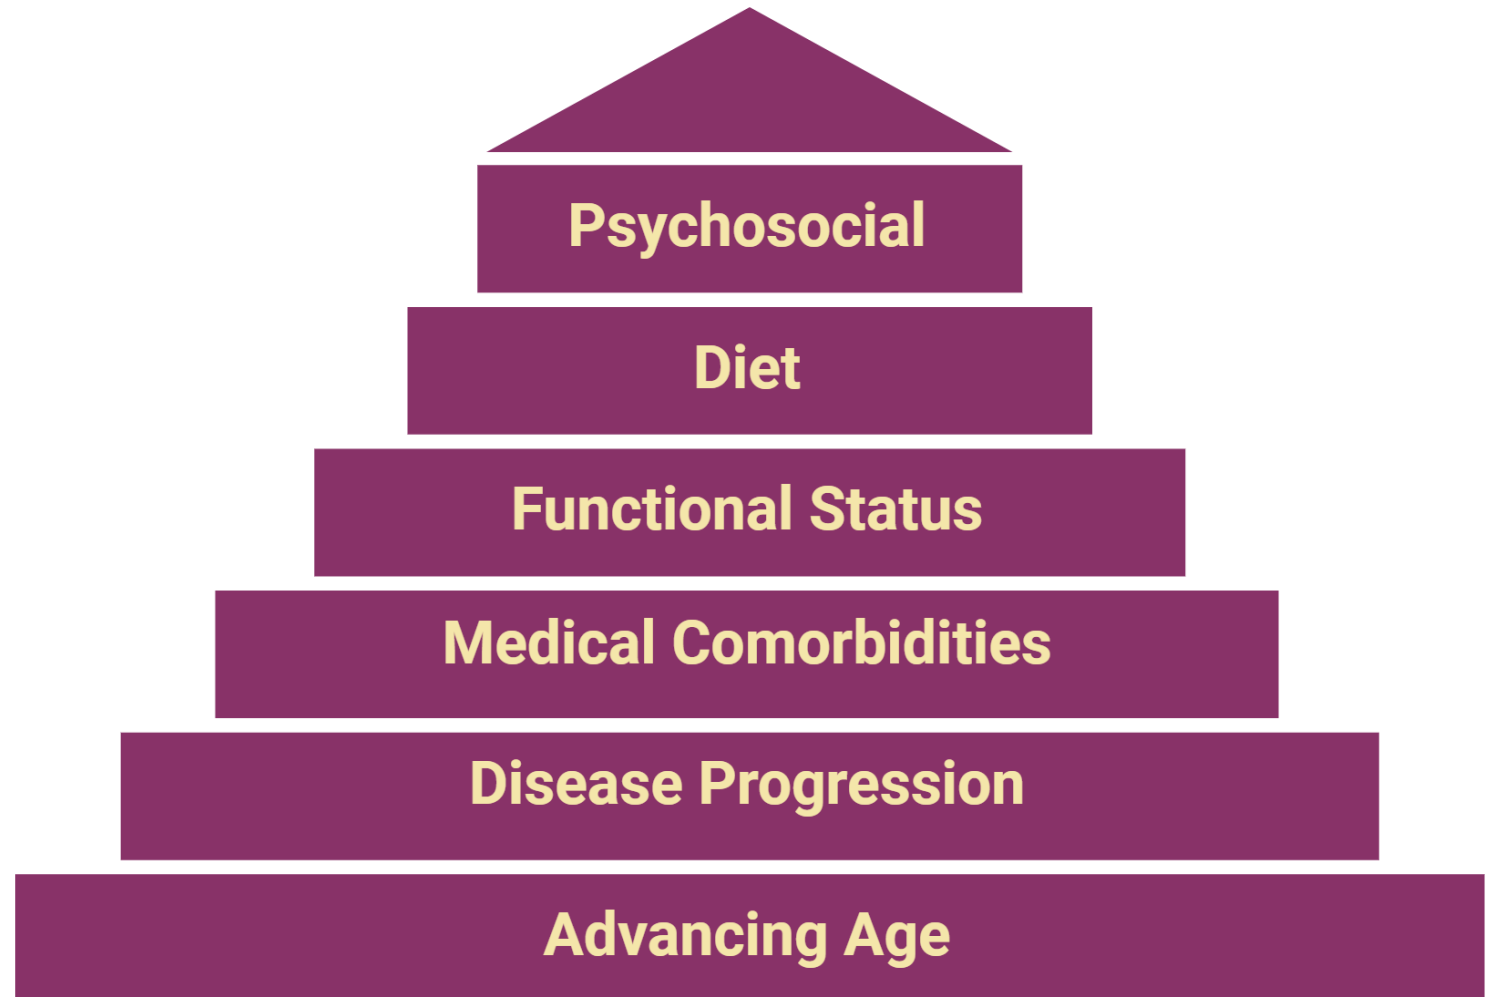 Psychosocial
Diet
Functional Status
Medical Comorbidities
Disease Progression
Advancing Age